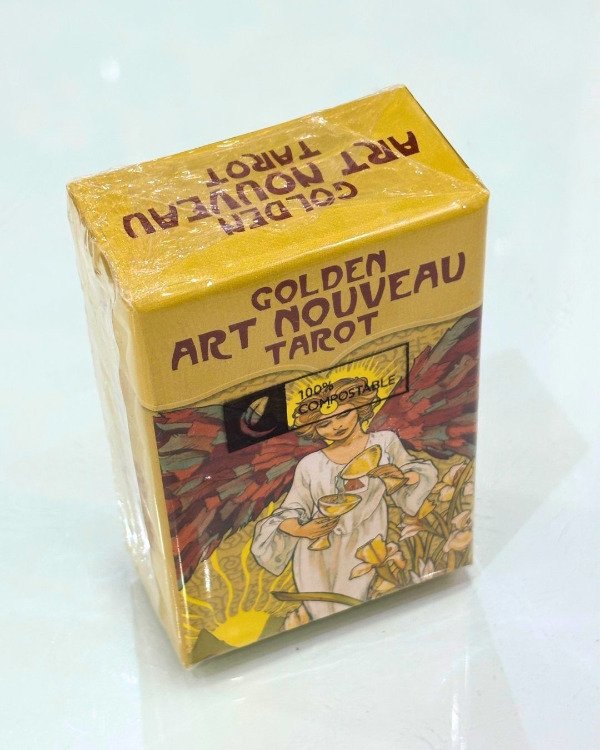 GOLDEN
ART NOUVEAU
TAROT
GOLDEN
ART NOUVEAU
TAROT
100%
COMPOSTABLE